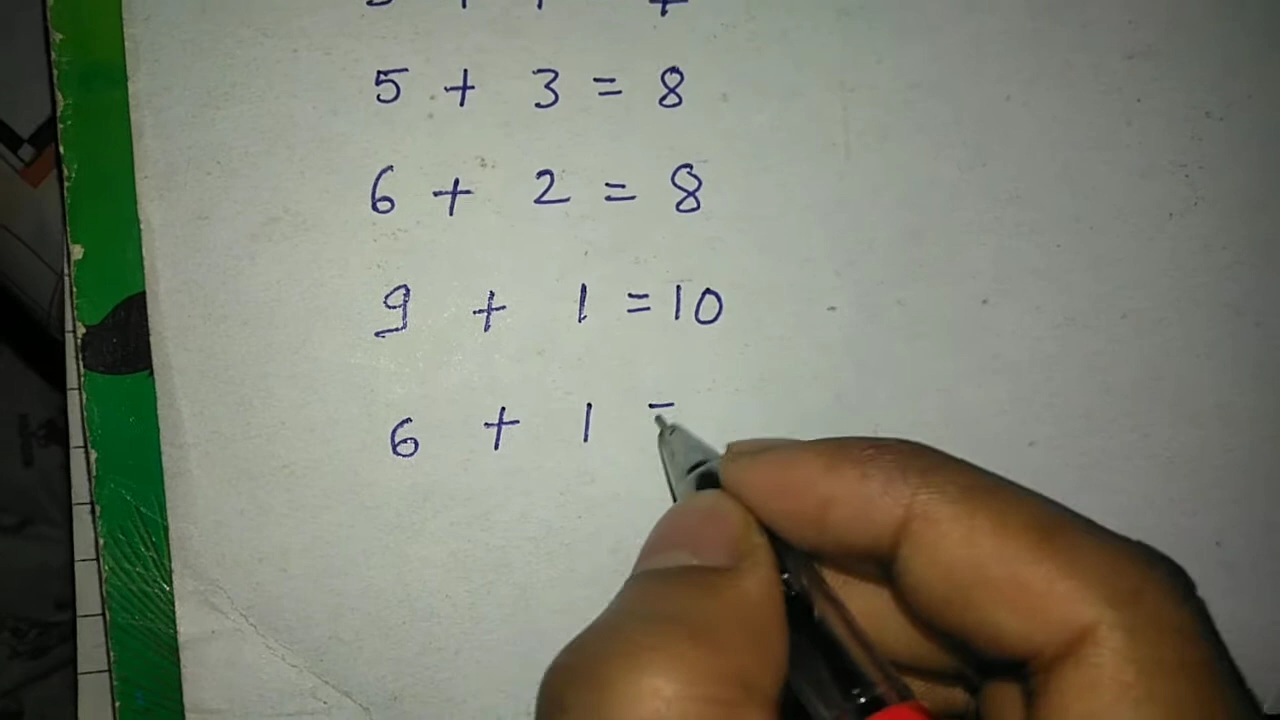 5 + 3 = 8
6 + 2 = 8
9 + 1 = 10
6 + 1 =